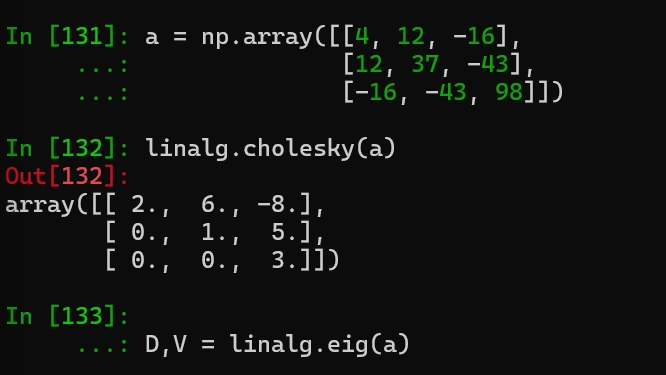 In [131]: a = np.array([[4, 12, -16],
     ...:               [12, 37, -43],
     ...:               [-16, -43, 98]])
In [132]: linalg.cholesky(a)
Out[132]:
array([[ 2.,  6., -8.],
       [ 0.,  1.,  5.],
       [ 0.,  0.,  3.]])
In [133]:
     ...: D,V = linalg.eig(a)